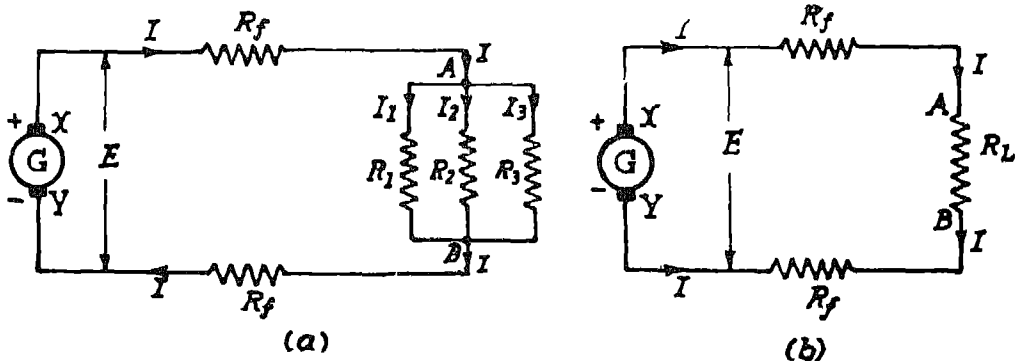 I R_f I
A
I_1 I_2 I_3
+ X
G E R_1 R_2 R_3
- Y
B
I R_f I
(a)
I R_f I
A
+ X
G E R_L
- Y
B
I
I R_f
(b)